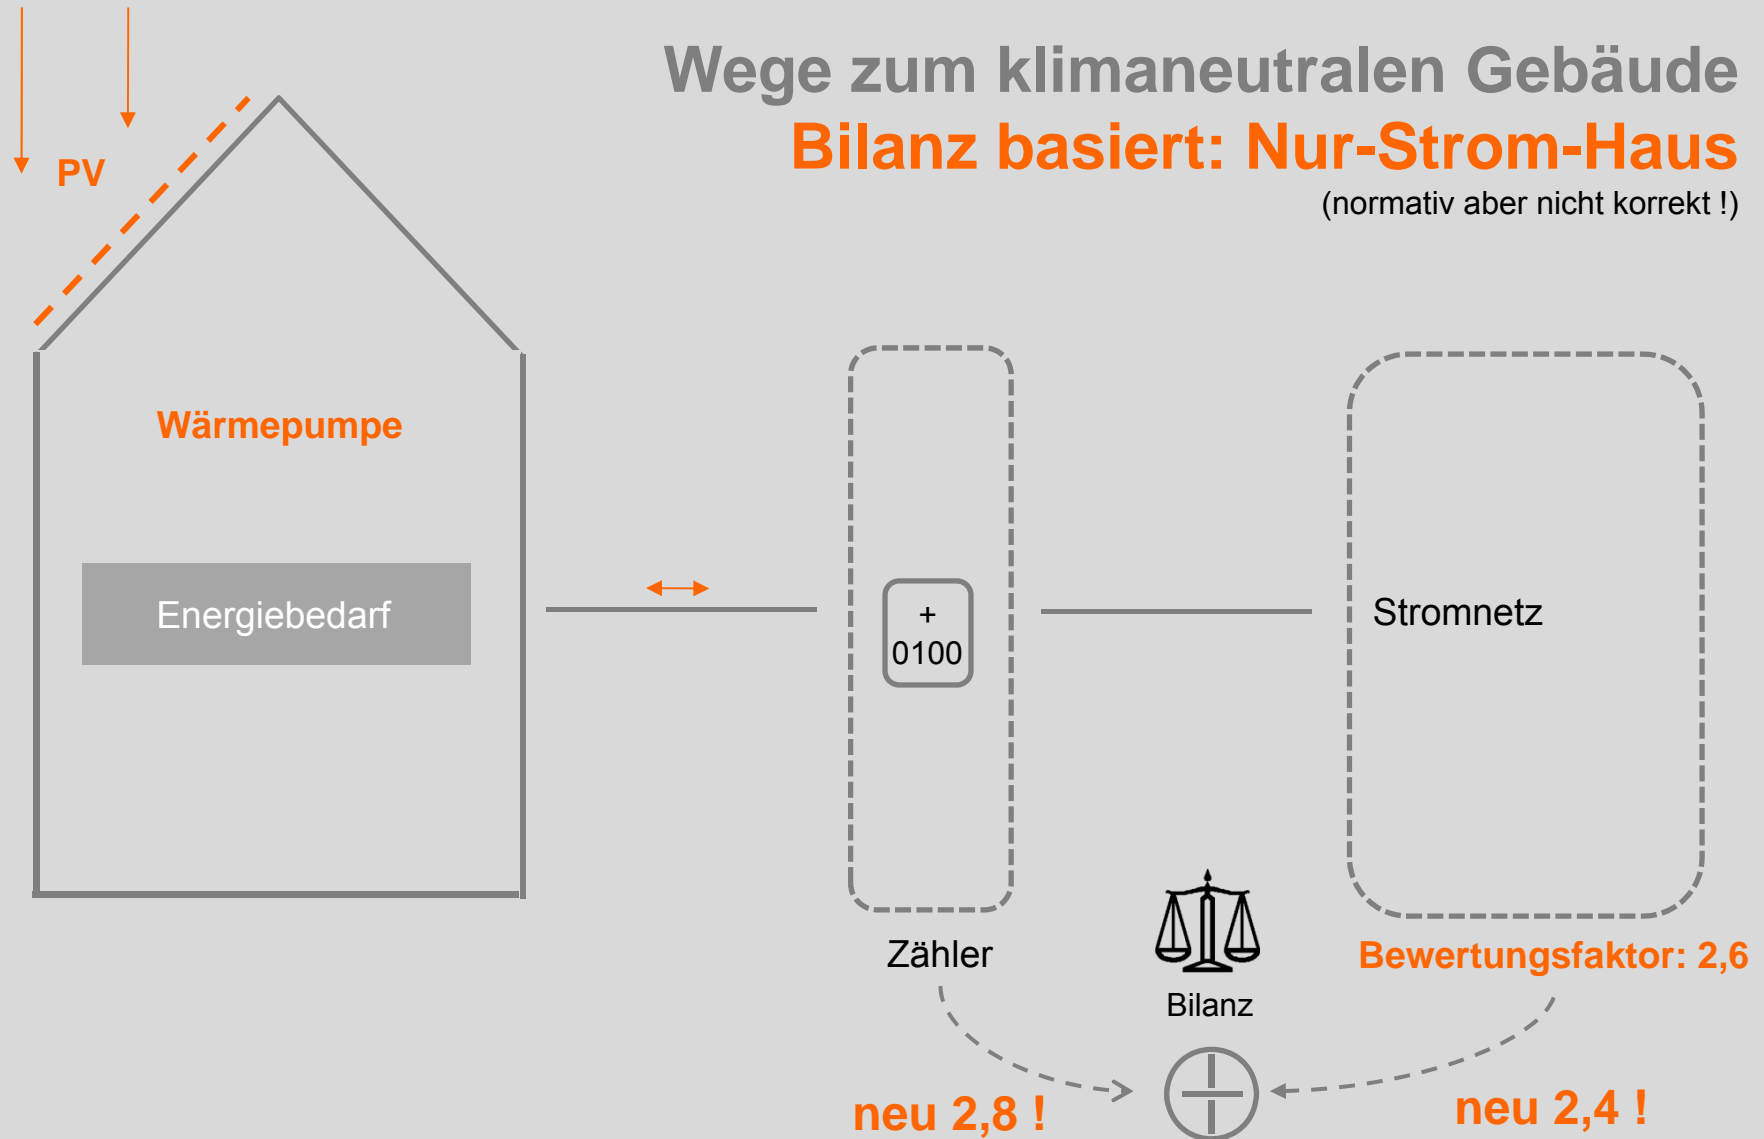 Wege zum klimaneutralen Gebäude
Bilanz basiert: Nur-Strom-Haus
(normativ aber nicht korrekt !)
PV
Wärmepumpe
Energiebedarf
+
0100
Stromnetz
Zähler
Bilanz
Bewertungsfaktor: 2,6
neu 2,8 !
neu 2,4 !